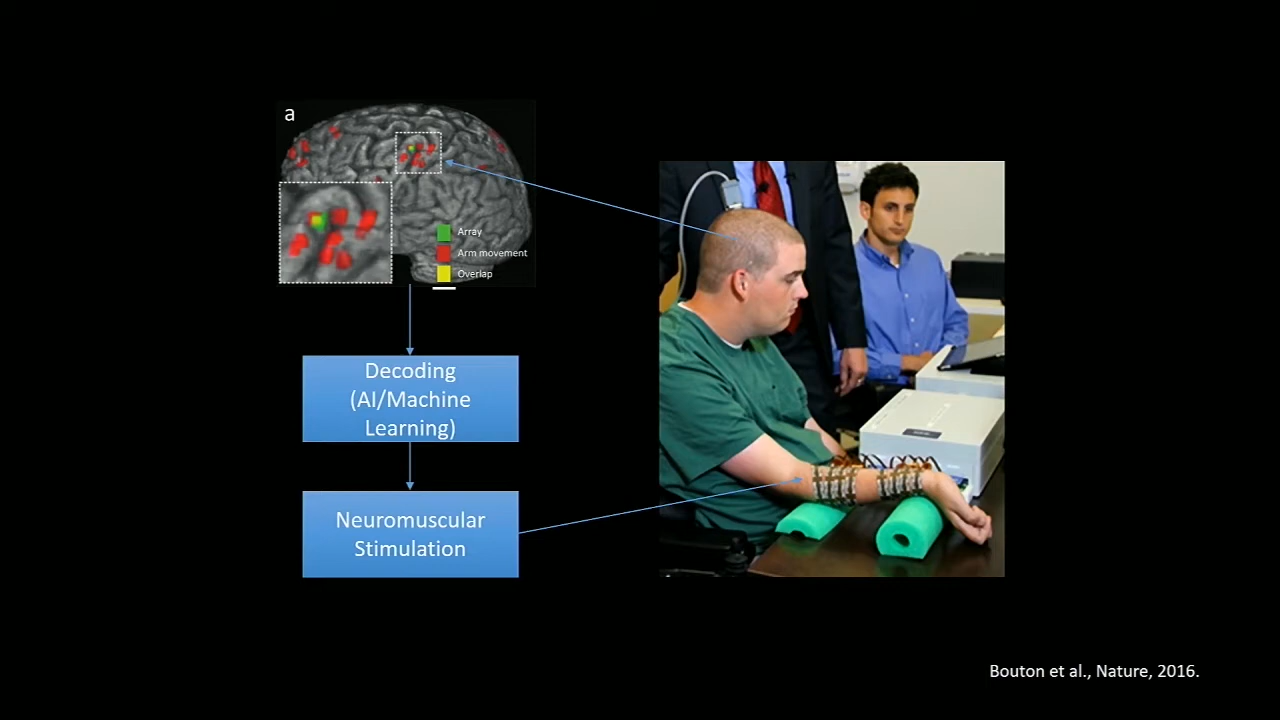 a
Array
Arm movement
Overlap
Decoding
(AI/Machine
Learning)
Neuromuscular
Stimulation
Bouton et al., Nature, 2016.